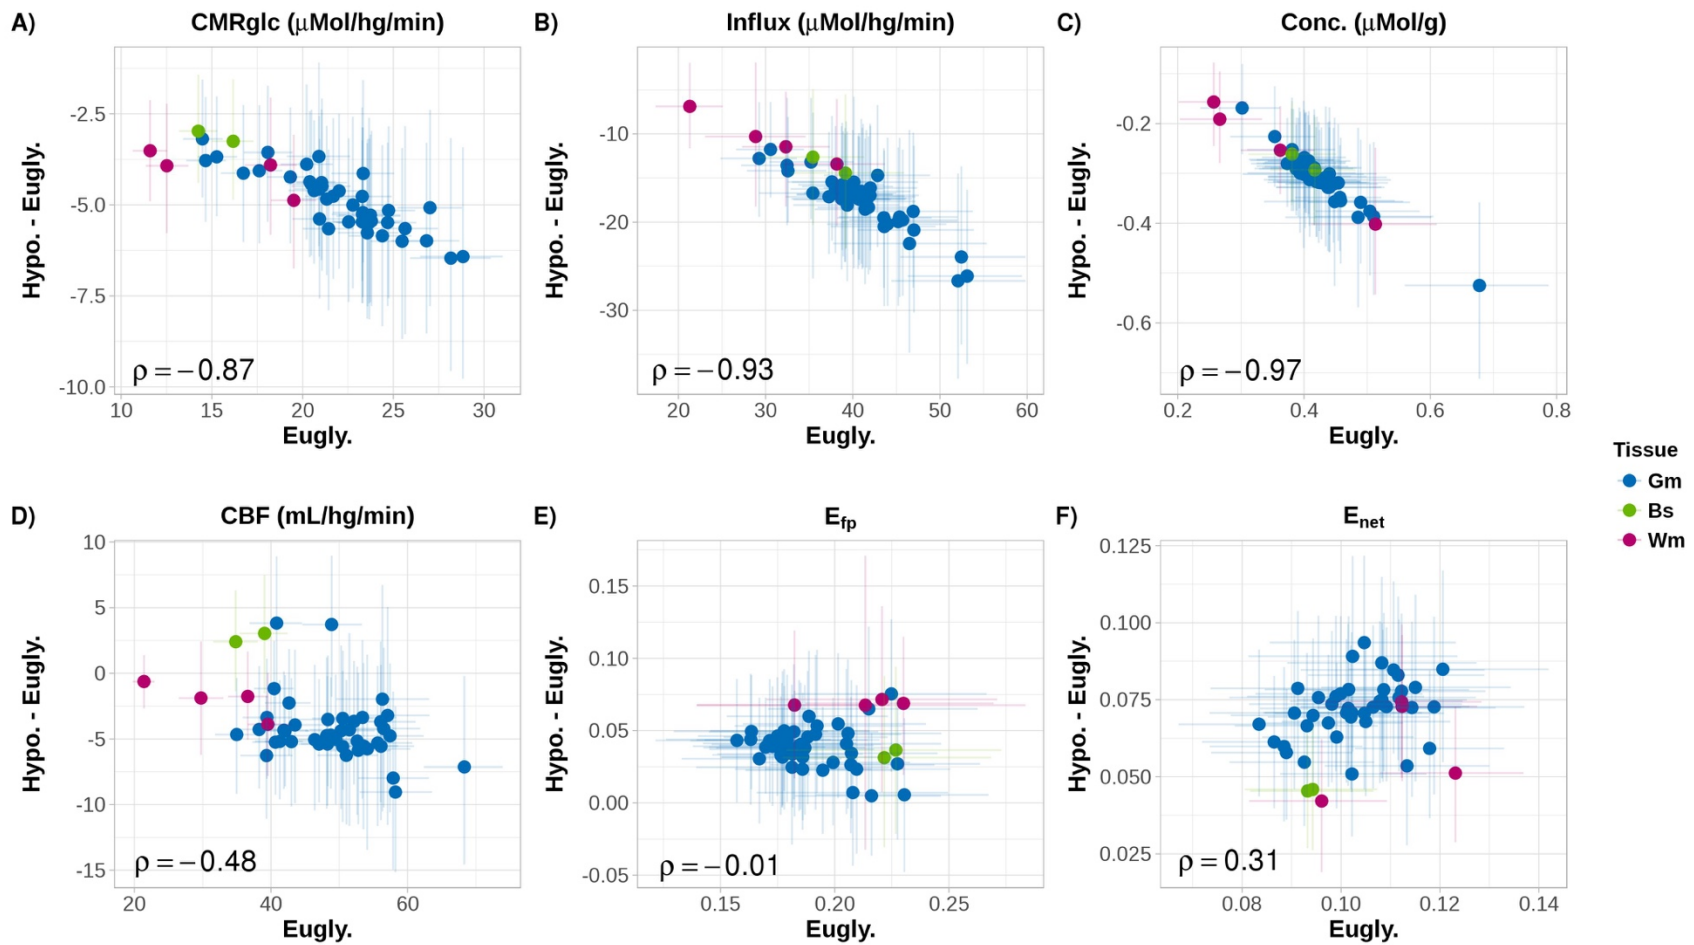 A) CMRglc (μMol/hg/min)
Hypo. - Eugly.
-2.5
-5.0
-7.5
-10.0
ρ = −0.87
10 15 20 25 30
Eugly.
B) Influx (μMol/hg/min)
Hypo. - Eugly.
-10
-20
-30
ρ = −0.93
20 30 40 50 60
Eugly.
C) Conc. (μMol/g)
Hypo. - Eugly.
-0.2
-0.4
-0.6
ρ = −0.97
0.2 0.4 0.6 0.8
Eugly.
Tissue
Gm
Bs
Wm
D) CBF (mL/hg/min)
Hypo. - Eugly.
10
5
0
-5
-10
-15
ρ = −0.48
20 40 60
Eugly.
E) Efp
Hypo. - Eugly.
0.15
0.10
0.05
0.00
-0.05
ρ = −0.01
0.15 0.20 0.25
Eugly.
F) Enet
Hypo. - Eugly.
0.125
0.100
0.075
0.050
0.025
ρ = 0.31
0.08 0.10 0.12 0.14
Eugly.